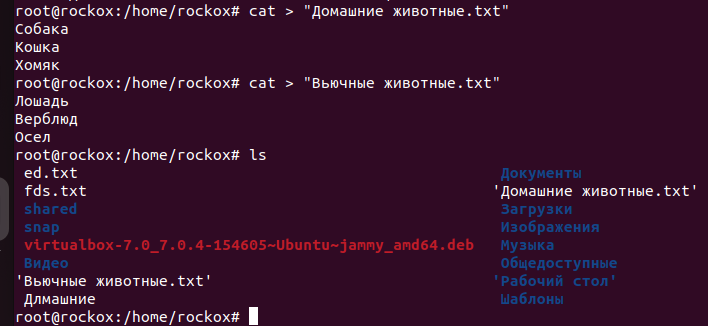 root@rockox:/home/rockox# cat > "Домашние животные.txt"
Собака
Кошка
Хомяк
root@rockox:/home/rockox# cat > "Вьючные животные.txt"
Лошадь
Верблюд
Осел
root@rockox:/home/rockox# ls
ed.txt Документы
fds.txt 'Домашние животные.txt'
shared Загрузки
snap Изображения
virtualbox-7.0_7.0.4-154605~Ubuntu~jammy_amd64.deb Музыка
Видео Общедоступные
'Вьючные животные.txt' 'Рабочий стол'
Длмашние Шаблоны
root@rockox:/home/rockox#